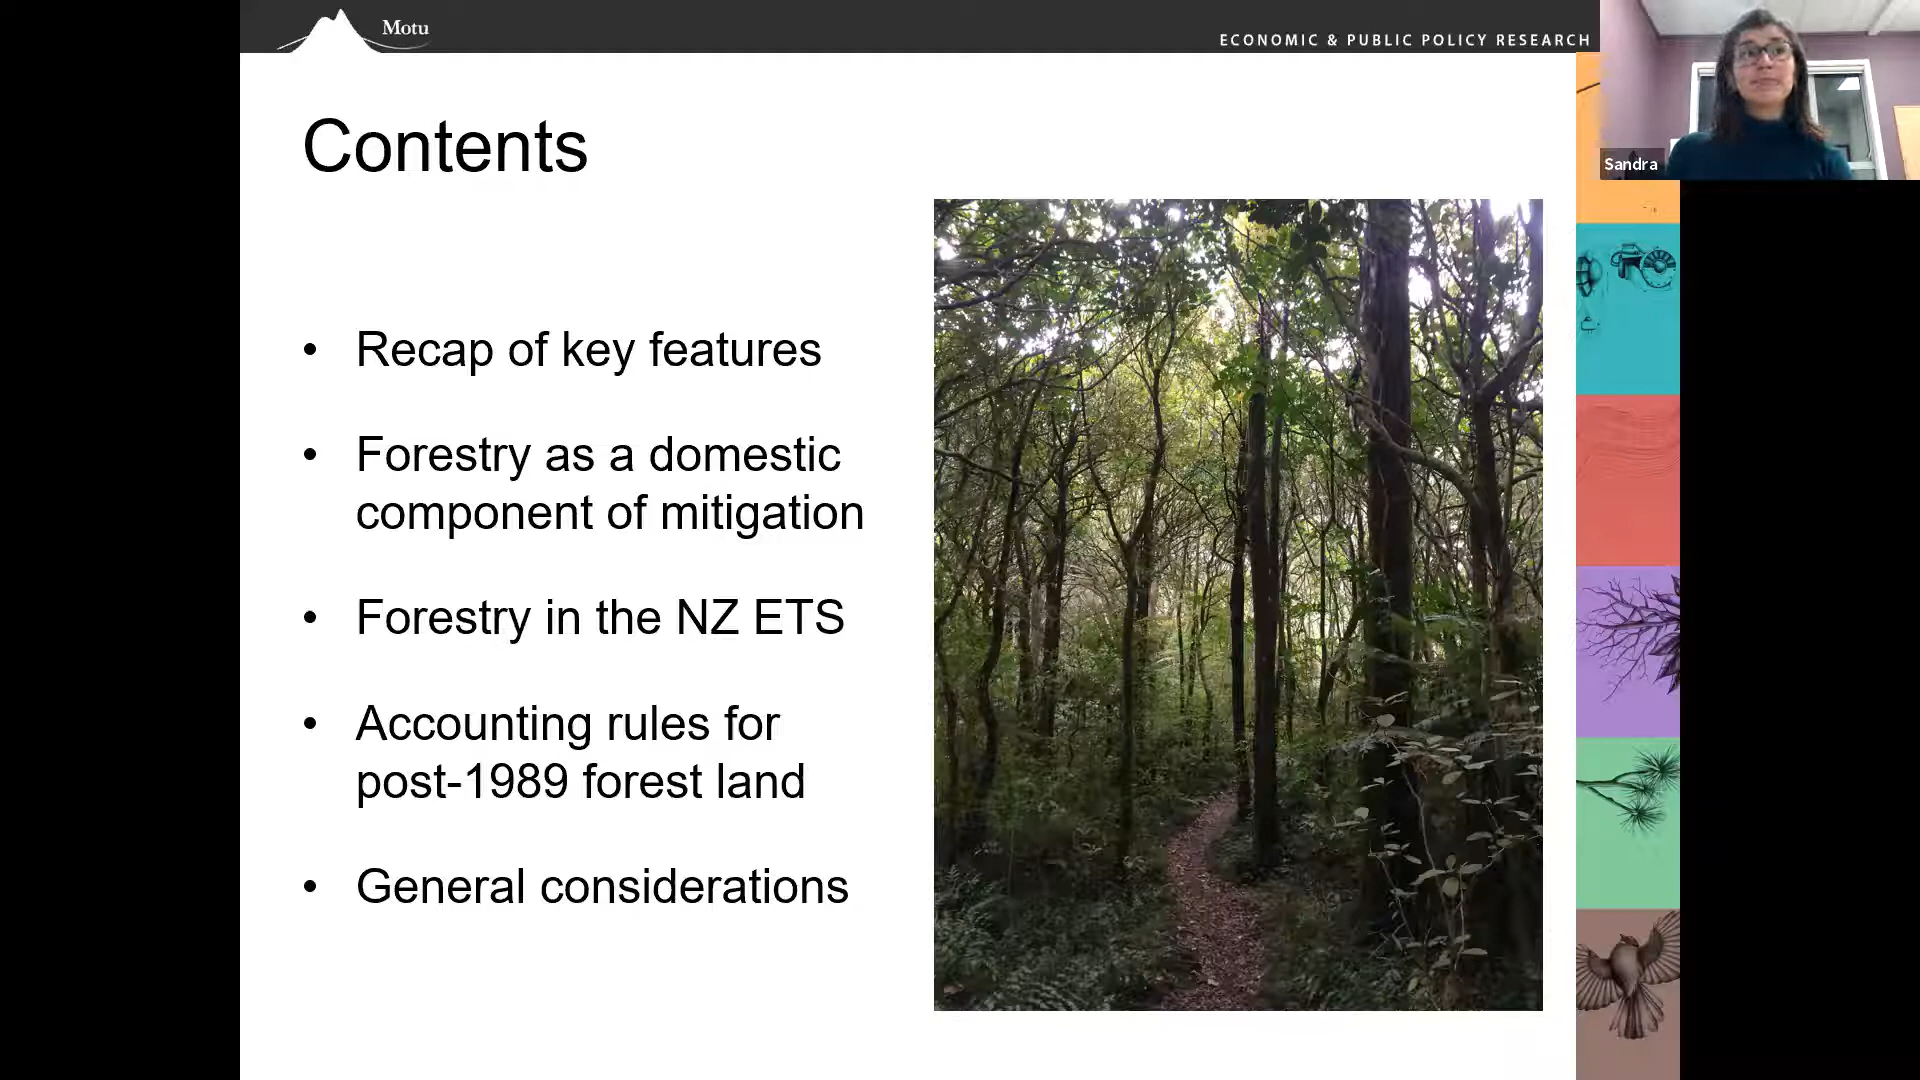 Motu
ECONOMIC & PUBLIC POLICY RESEARCH
Sandra
Contents
• Recap of key features
• Forestry as a domestic
component of mitigation
• Forestry in the NZ ETS
• Accounting rules for
post-1989 forest land
• General considerations